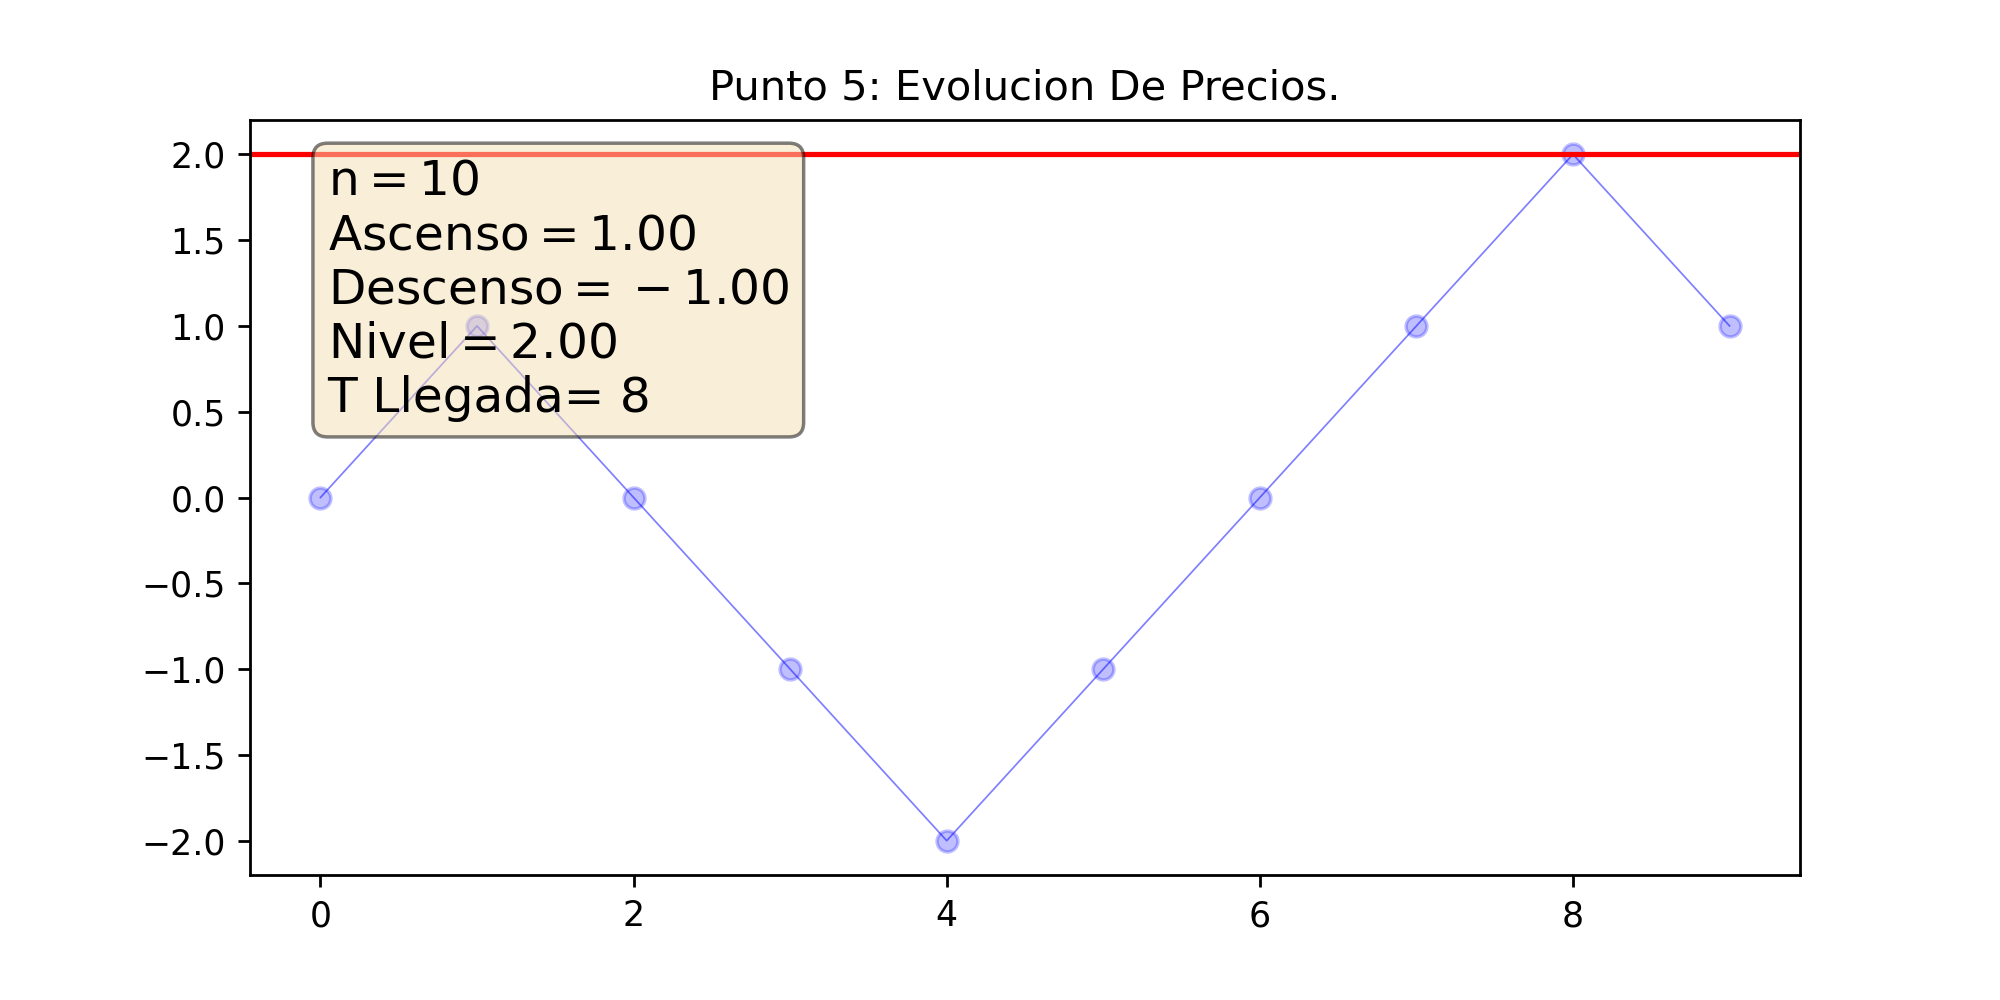 Punto 5: Evolucion De Precios.
2.0
1.5
1.0
0.5
0.0
−0.5
−1.0
−1.5
−2.0
n = 10
Ascenso = 1.00
Descenso = − 1.00
Nivel = 2.00
T Llegada= 8
0 2 4 6 8